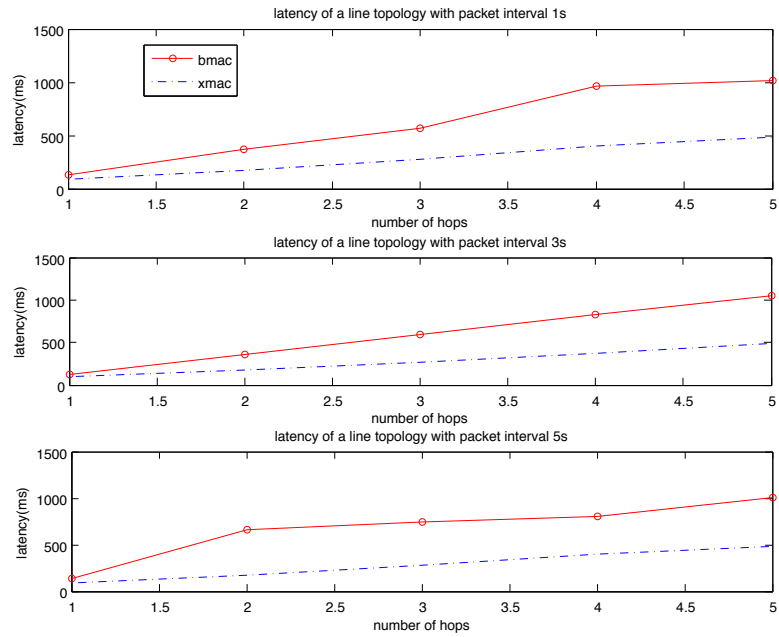 latency of a line topology with packet interval 1s
1500
1000
500
0
latency(ms)
bmac
xmac
1 1.5 2 2.5 3 3.5 4 4.5 5
number of hops
latency of a line topology with packet interval 3s
1500
1000
500
0
latency(ms)
1 1.5 2 2.5 3 3.5 4 4.5 5
number of hops
latency of a line topology with packet interval 5s
1500
1000
500
0
latency(ms)
1 1.5 2 2.5 3 3.5 4 4.5 5
number of hops